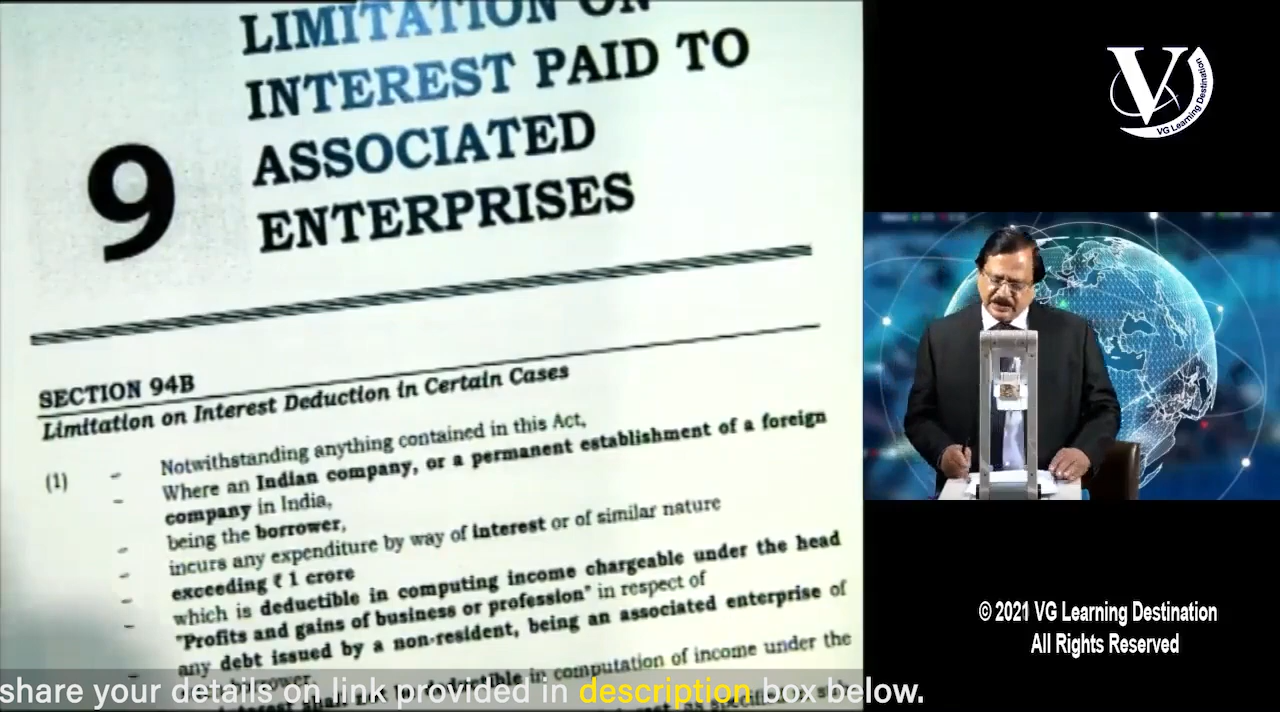 LIMITATION ON
INTEREST PAID TO
ASSOCIATED
ENTERPRISES
9
SECTION 94B
Limitation on Interest Deduction in Certain Cases
(1) - Notwithstanding anything contained in this Act,
- Where an Indian company, or a permanent establishment of a foreign
company in India,
- being the borrower,
- incurs any expenditure by way of interest or of similar nature
- exceeding ₹ 1 crore
- which is deductible in computing income chargeable under the head
"Profits and gains of business or profession" in respect of
- any debt issued by a non-resident, being an associated enterprise of
borrower,
in computation of income under the
share your details on link provided in description box below.
V
VG Learning Destination
© 2021 VG Learning Destination
All Rights Reserved